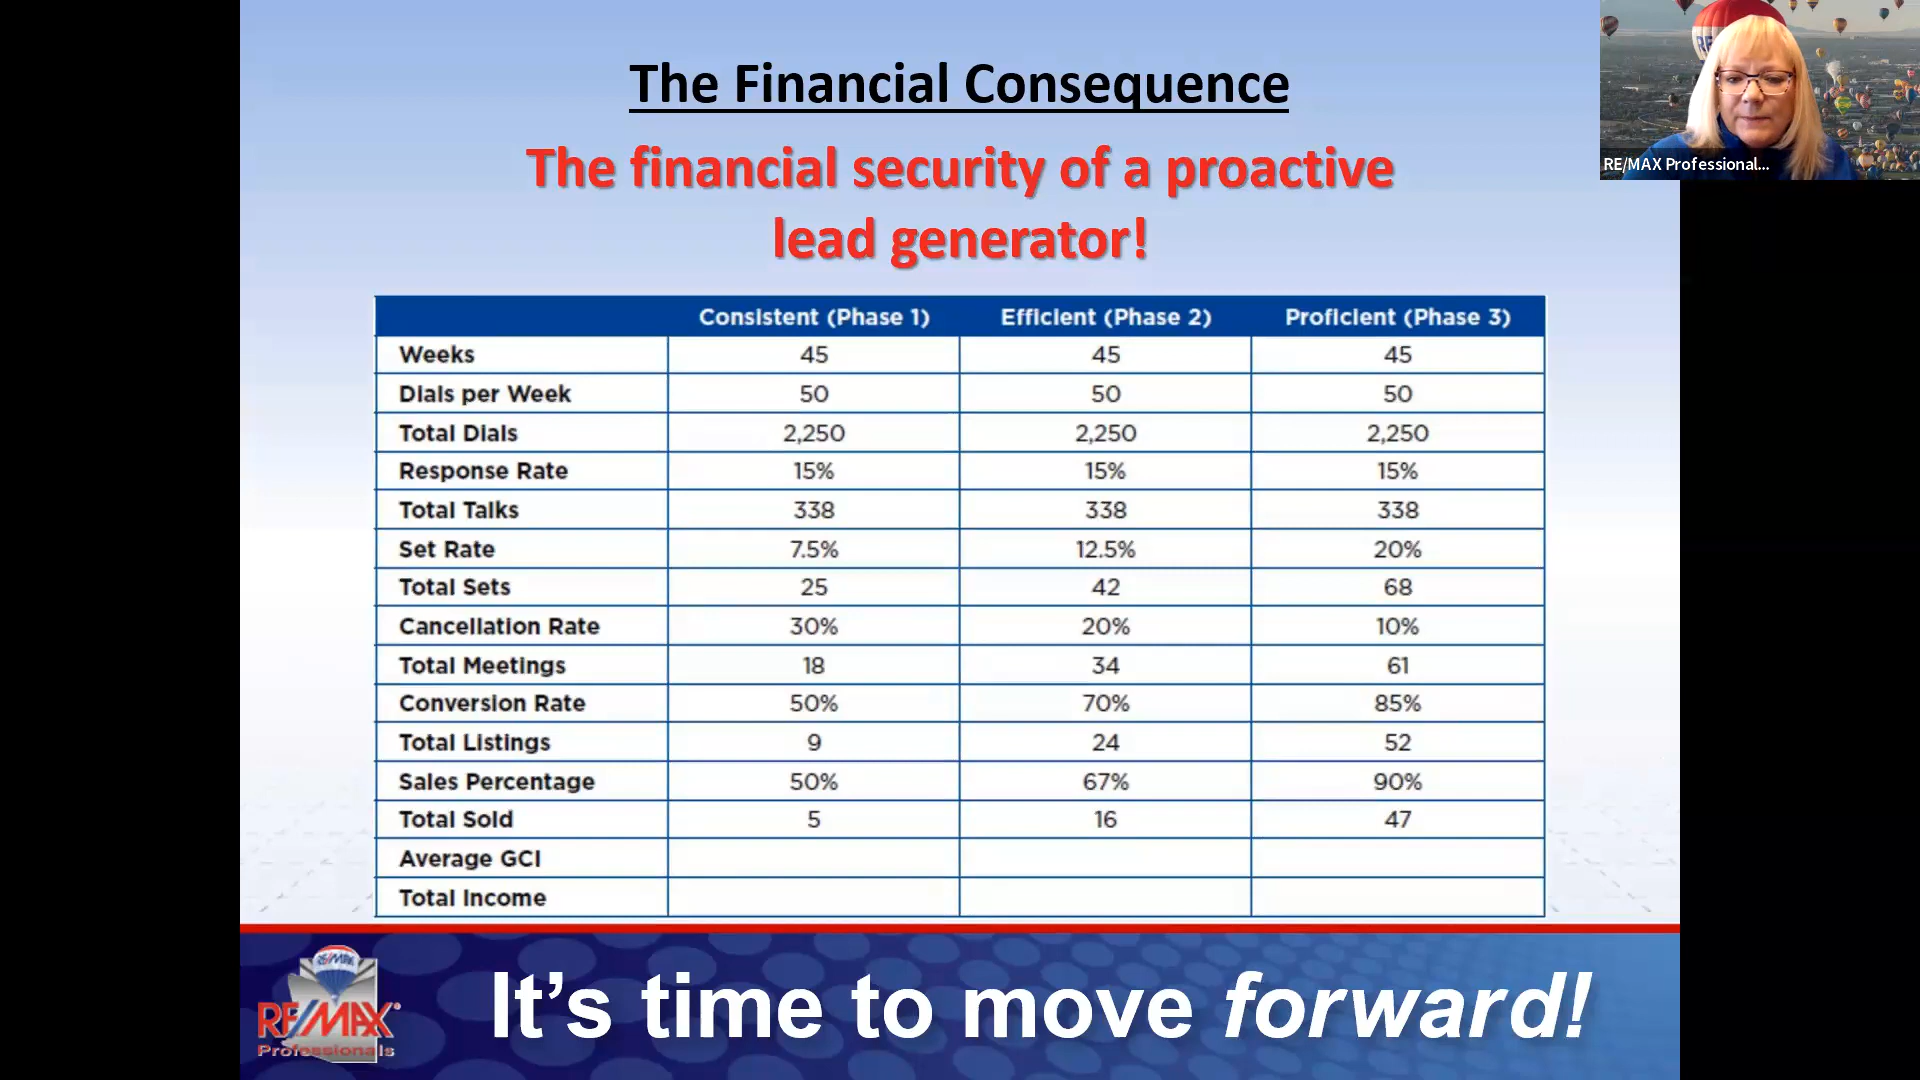 The Financial Consequence
The financial security of a proactive
lead generator!
RE/MAX Professional...
Consistent (Phase 1) Efficient (Phase 2) Proficient (Phase 3)
Weeks 45 45 45
Dials per Week 50 50 50
Total Dials 2,250 2,250 2,250
Response Rate 15% 15% 15%
Total Talks 338 338 338
Set Rate 7.5% 12.5% 20%
Total Sets 25 42 68
Cancellation Rate 30% 20% 10%
Total Meetings 18 34 61
Conversion Rate 50% 70% 85%
Total Listings 9 24 52
Sales Percentage 50% 67% 90%
Total Sold 5 16 47
Average GCI
Total Income
RE/MAX
RE/MAX
Professionals
It's time to move forward!